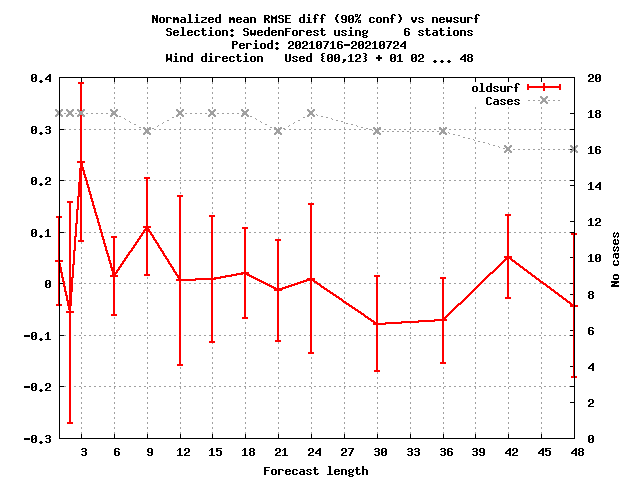 Normalized mean RMSE diff (90% conf) vs newsurf
Selection: SwedenForest using     6 stations
Period: 20210716-20210724
Wind direction   Used {00,12} + 01 02 ... 48
oldsurf
Cases
0.4
0.3
0.2
0.1
0
-0.1
-0.2
-0.3
20
18
16
14
12
10
8
6
4
2
0
No cases
3 6 9 12 15 18 21 24 27 30 33 36 39 42 45 48
Forecast length